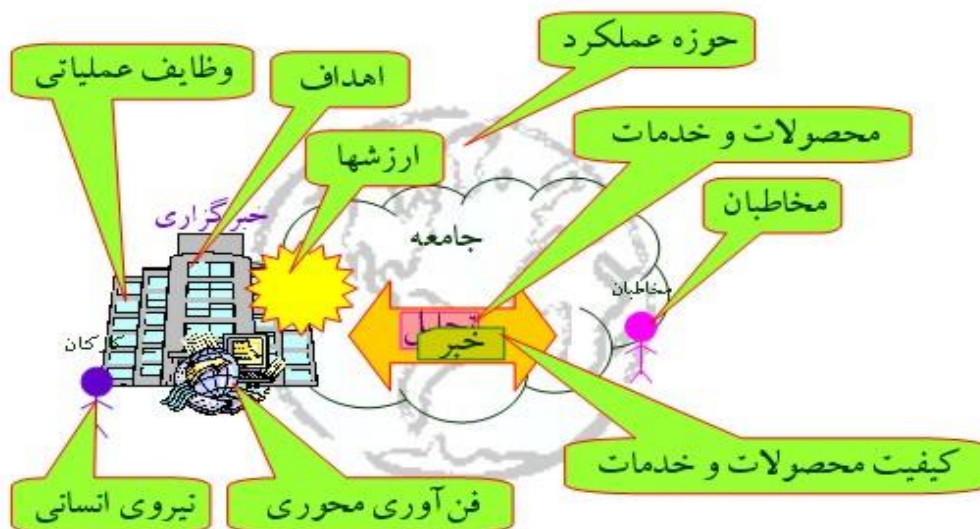 حوزه عملکرد
وظایف عملیاتی
اهداف
محصولات و خدمات
ارزشها
مخاطبان
خبرگزاری
جامعه
مخاطبان
تحلیل
خبر
کارکنان
کیفیت محصولات و خدمات
نیروی انسانی
فن‌آوری محوری